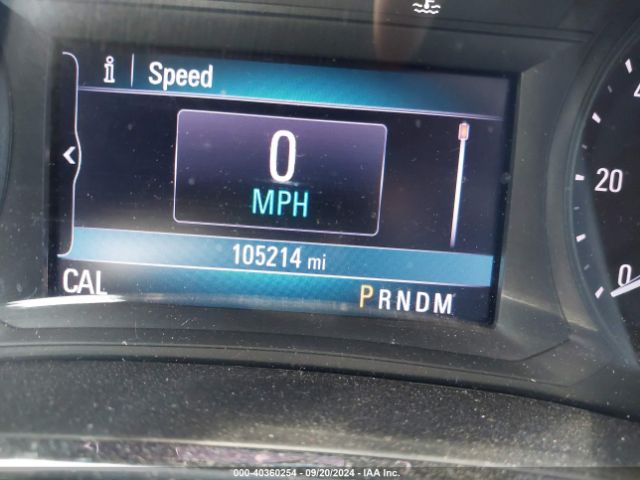 i Speed
0
MPH
105214 mi
CAL
PRNDM
20
0
000-40360254 - 09/20/2024 - IAA Inc.